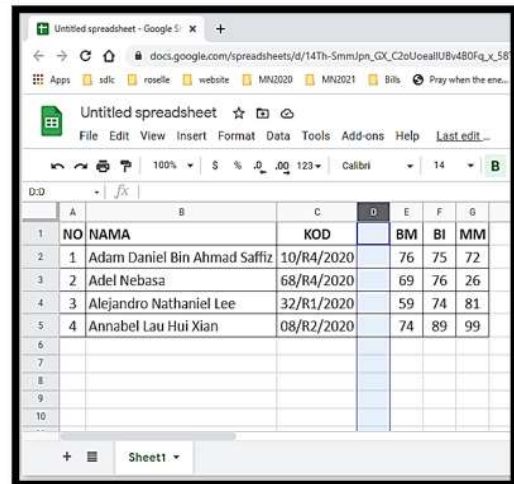 Untitled spreadsheet - Google S
docs.google.com/spreadsheets/d/
Apps sdlc roselle website MN2020 MN2021 Bills Pray when the ene...
Untitled spreadsheet
File Edit View Insert Format Data Tools Add-ons Help Last edit ...
100% $ % .0 .00 123 Calibri 14 B
D:D fx
A B C D E F G
1 NO NAMA KOD BM BI MM
2 1 Adam Daniel Bin Ahmad Saffiz 10/R4/2020 76 75 72
3 2 Adel Nebasa 68/R4/2020 69 76 26
4 3 Alejandro Nathaniel Lee 32/R1/2020 59 74 81
5 4 Annabel Lau Hui Xian 08/R2/2020 74 89 99
6
7
8
9
10
Sheet1